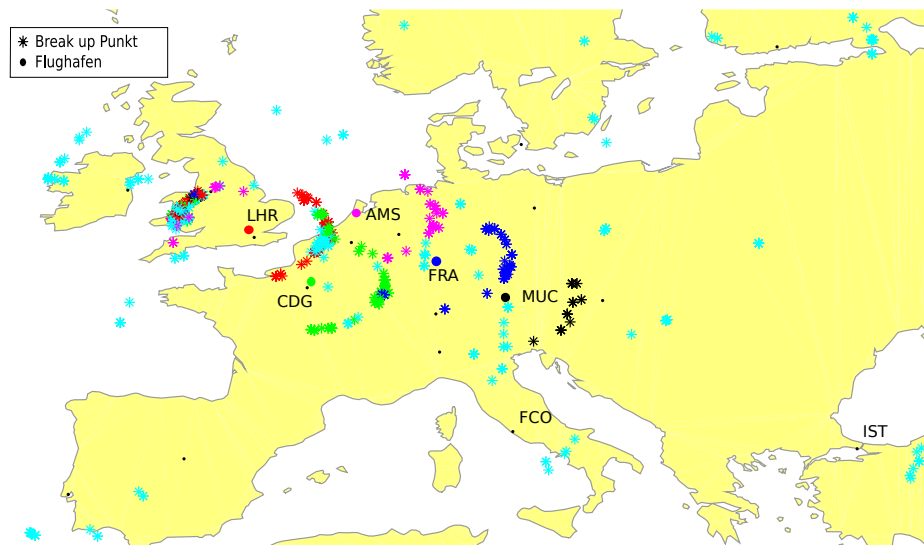 Break up Punkt
Flughafen
LHR
AMS
CDG
FRA
MUC
FCO
IST